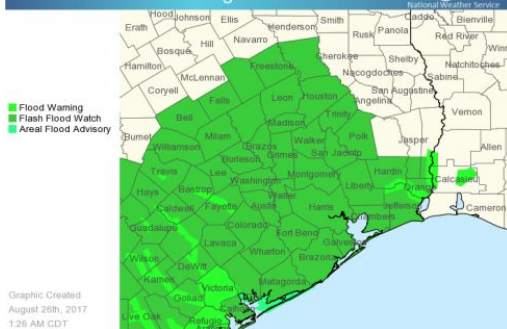 National Weather Service
Flood Warning
Flash Flood Watch
Areal Flood Advisory
Graphic Created
August 26th, 2017
1:26 AM CDT
Hood
Johnson
Ellis
Henderson
Smith
Rusk
Panola
Caddo
Bienville
Erath
Bosque
Hill
Navarro
Cherokee
Shelby
Red River
Hamilton
McLennan
Freestone
Nacogdoches
Sabine
Natchitoches
Coryell
Falls
Leon
Houston
Angelina
San Augustine
Vernon
Bell
Milam
Madison
Trinity
Polk
Jasper
Allen
Burnet
Williamson
Brazos
Grimes
Walker
San Jacinto
Burleson
Travis
Lee
Washington
Montgomery
Liberty
Hardin
Orange
Calcasieu
Hays
Bastrop
Waller
Jefferson
Cameron
Caldwell
Fayette
Austin
Harris
Chambers
Guadalupe
Colorado
Fort Bend
Galveston
Wilson
Lavaca
Wharton
Brazoria
Karnes
DeWitt
Victoria
Matagorda
Goliad
Calhoun
Live Oak
Refugio